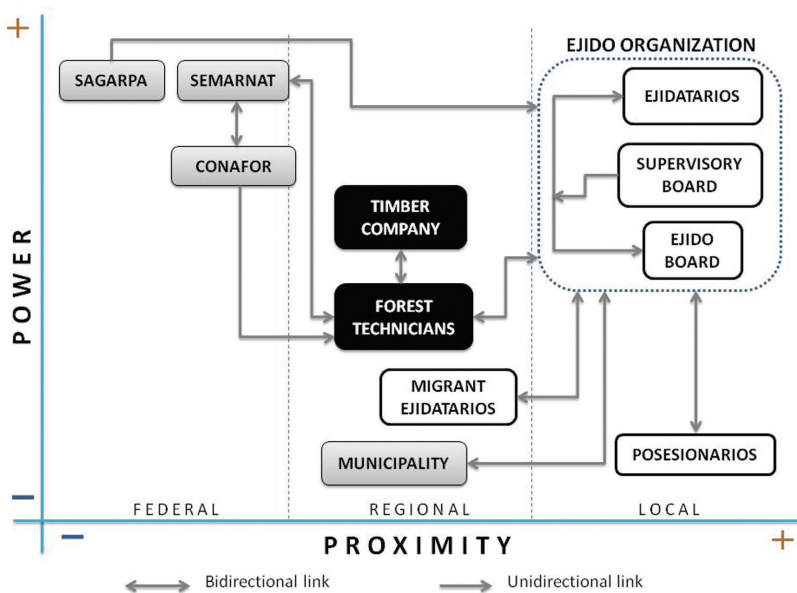 EJIDO ORGANIZATION
SAGARPA
SEMARNAT
EJIDATARIOS
CONAFOR
SUPERVISORY
BOARD
TIMBER
COMPANY
EJIDO
BOARD
FOREST
TECHNICIANS
MIGRANT
EJIDATARIOS
MUNICIPALITY
POSESIONARIOS
POWER
FEDERAL
REGIONAL
LOCAL
PROXIMITY
Bidirectional link
Unidirectional link